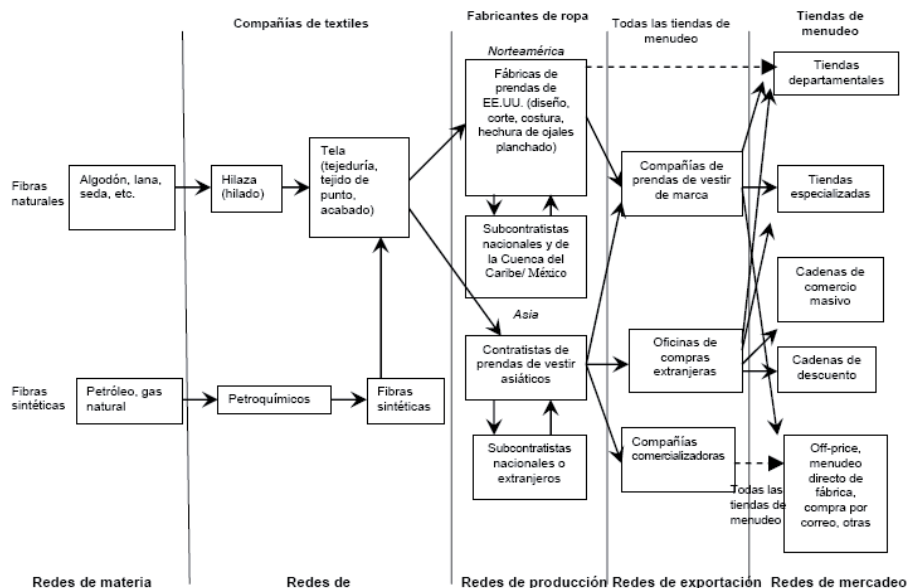 Compañías de textiles
Fabricantes de ropa
Todas las tiendas de
menudeo
Tiendas de
menudeo
Norteamérica
Fábricas de
prendas de
EE.UU. (diseño,
corte, costura,
hechura de ojales
planchado)
Tiendas
departamentales
Fibras
naturales
Algodón, lana,
seda, etc.
Hilaza
(hilado)
Tela
(tejeduría,
tejido de
punto,
acabado)
Compañías de
prendas de vestir
de marca
Tiendas
especializadas
Subcontratistas
nacionales y de
la Cuenca del
Caribe/ México
Cadenas de
comercio
masivo
Asia
Contratistas de
prendas de vestir
asiáticos
Oficinas de
compras
extranjeras
Cadenas de
descuento
Fibras
sintéticas
Petróleo, gas
natural
Petroquímicos
Fibras
sintéticas
Subcontratistas
nacionales o
extranjeros
Compañías
comercializadoras
Todas las
tiendas de
menudeo
Off-price,
menudeo
directo de
fábrica,
compra por
correo, otras
Redes de materia
Redes de
Redes de producción
Redes de exportación
Redes de mercadeo